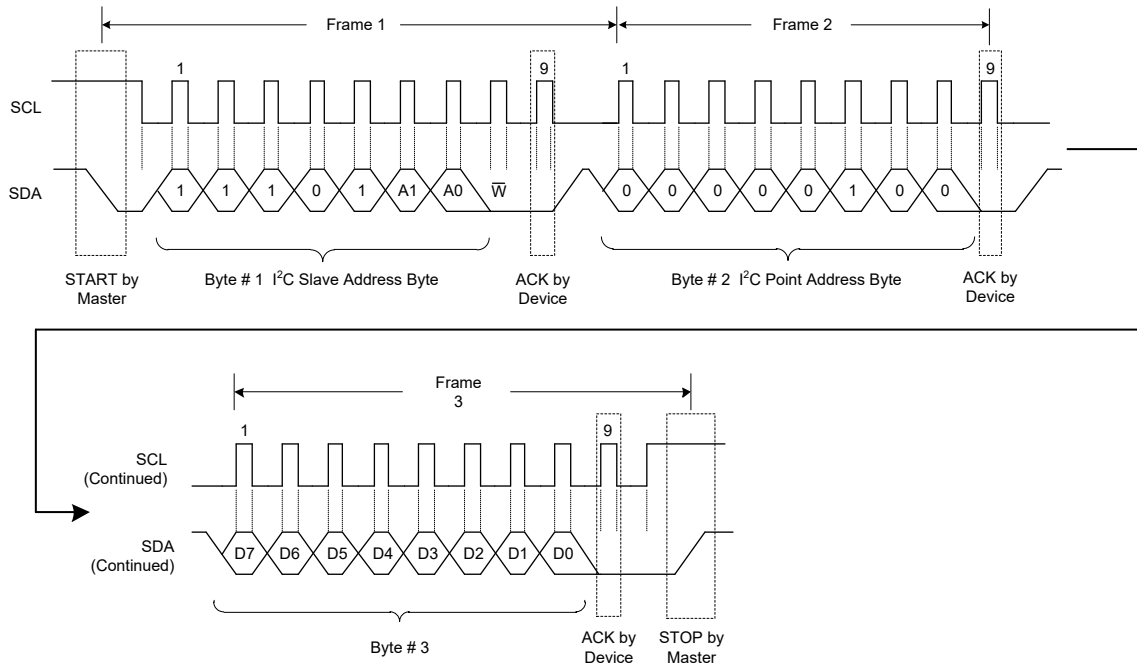 Frame 1
Frame 2
1
9
1
9
SCL
SDA
1 1 1 0 1 A1 A0 W̅
0 0 0 0 0 1 0 0
START by
Master
Byte # 1 I²C Slave Address Byte
ACK by
Device
Byte # 2 I²C Point Address Byte
ACK by
Device
Frame
3
1
9
SCL
(Continued)
SDA
(Continued)
D7 D6 D5 D4 D3 D2 D1 D0
Byte # 3
ACK by
Device
STOP by
Master